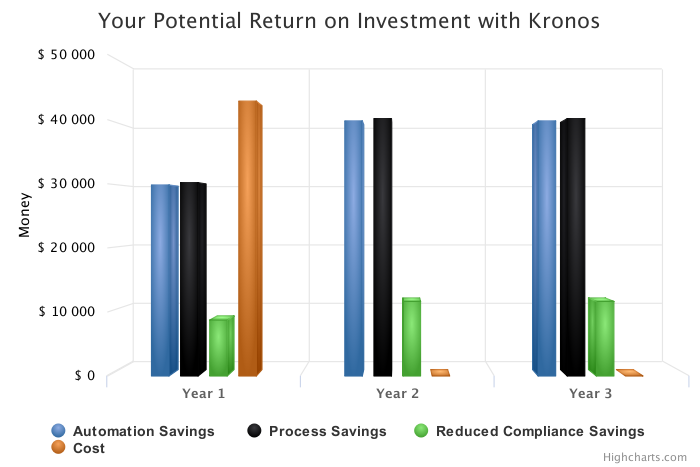 Your Potential Return on Investment with Kronos
$ 50 000
$ 40 000
$ 30 000
$ 20 000
$ 10 000
$ 0
Money
Year 1
Year 2
Year 3
Automation Savings
Process Savings
Reduced Compliance Savings
Cost
Highcharts.com